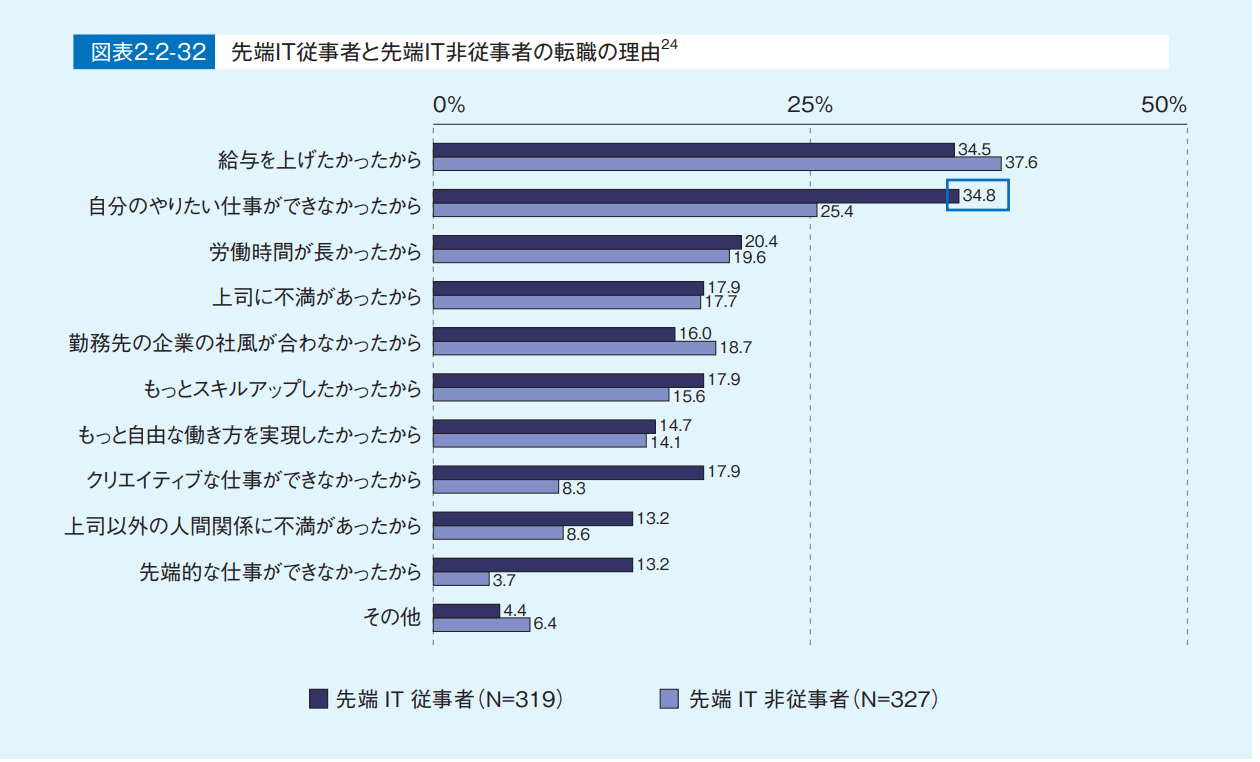 図表2-2-32 先端IT従事者と先端IT非従事者の転職の理由24
0% 25% 50%
給与を上げたかったから 34.5
37.6
自分のやりたい仕事ができなかったから 34.8
25.4
労働時間が長かったから 20.4
19.6
上司に不満があったから 17.9
17.7
勤務先の企業の社風が合わなかったから 16.0
18.7
もっとスキルアップしたかったから 17.9
15.6
もっと自由な働き方を実現したかったから 14.7
14.1
クリエイティブな仕事ができなかったから 17.9
8.3
上司以外の人間関係に不満があったから 13.2
8.6
先端的な仕事ができなかったから 13.2
3.7
その他 4.4
6.4
先端 IT 従事者（N=319） 先端 IT 非従事者（N=327）